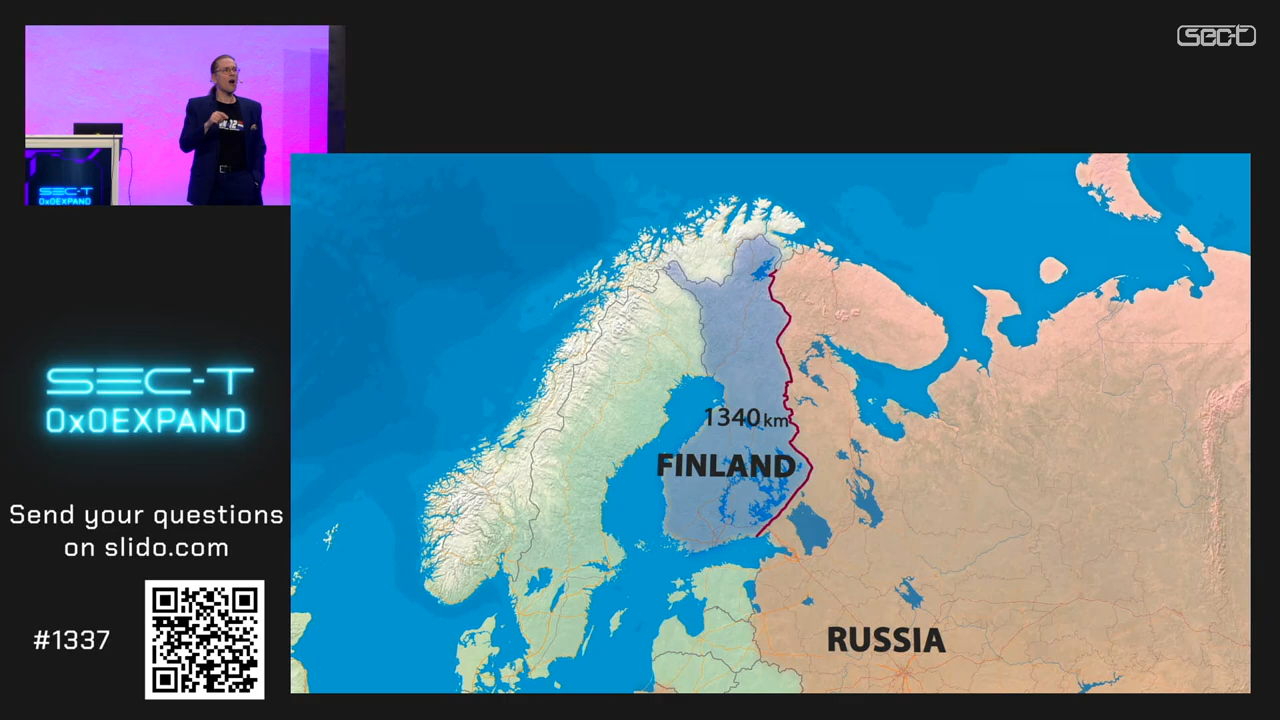 SEC-T
SEC-T
0x0EXPAND
SEC-T
0x0EXPAND
Send your questions
on slido.com
#1337
1340 km
FINLAND
RUSSIA